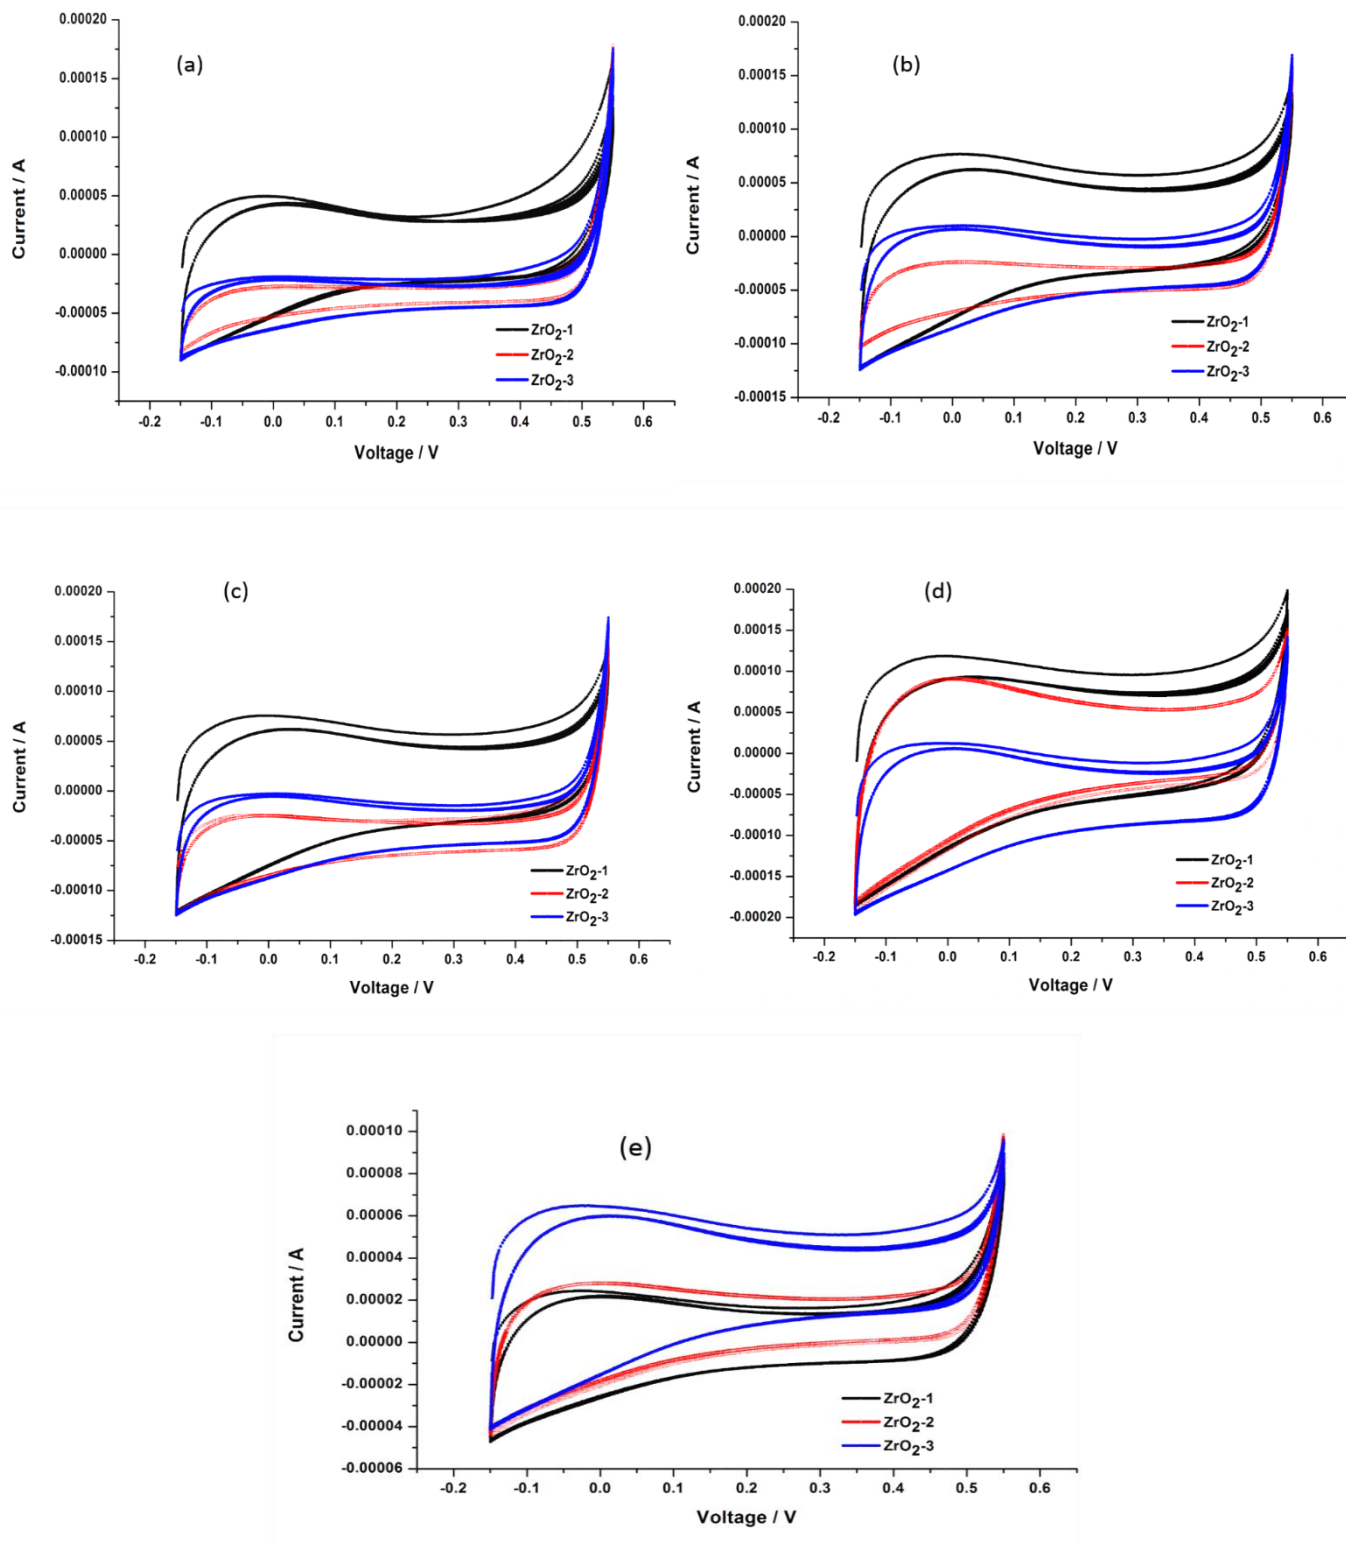 (a)
0.00020
0.00015
0.00010
0.00005
0.00000
-0.00005
-0.00010
Current / A
-0.2 -0.1 0.0 0.1 0.2 0.3 0.4 0.5 0.6
Voltage / V
ZrO2-1
ZrO2-2
ZrO2-3
(b)
0.00020
0.00015
0.00010
0.00005
0.00000
-0.00005
-0.00010
-0.00015
Current / A
-0.2 -0.1 0.0 0.1 0.2 0.3 0.4 0.5 0.6
Voltage / V
ZrO2-1
ZrO2-2
ZrO2-3
(c)
0.00020
0.00015
0.00010
0.00005
0.00000
-0.00005
-0.00010
-0.00015
Current / A
-0.2 -0.1 0.0 0.1 0.2 0.3 0.4 0.5 0.6
Voltage / V
ZrO2-1
ZrO2-2
ZrO2-3
(d)
0.00020
0.00015
0.00010
0.00005
0.00000
-0.00005
-0.00010
-0.00015
-0.00020
Current / A
-0.2 -0.1 0.0 0.1 0.2 0.3 0.4 0.5 0.6
Voltage / V
ZrO2-1
ZrO2-2
ZrO2-3
(e)
0.00010
0.00008
0.00006
0.00004
0.00002
0.00000
-0.00002
-0.00004
-0.00006
Current / A
-0.2 -0.1 0.0 0.1 0.2 0.3 0.4 0.5 0.6
Voltage / V
ZrO2-1
ZrO2-2
ZrO2-3